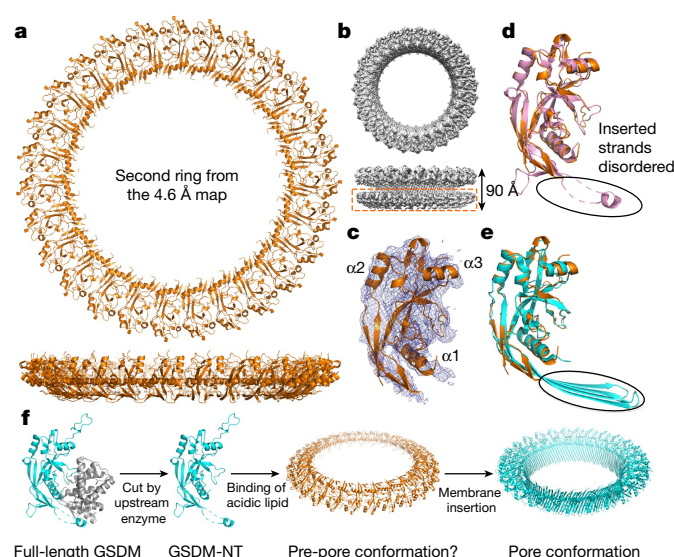 a
b
d
Second ring from
the 4.6 Å map
90 Å
Inserted
strands
disordered
c
e
α2
α3
α1
f
Cut by
upstream
enzyme
Binding of
acidic lipid
Membrane
insertion
Full-length GSDM
GSDM-NT
Pre-pore conformation?
Pore conformation